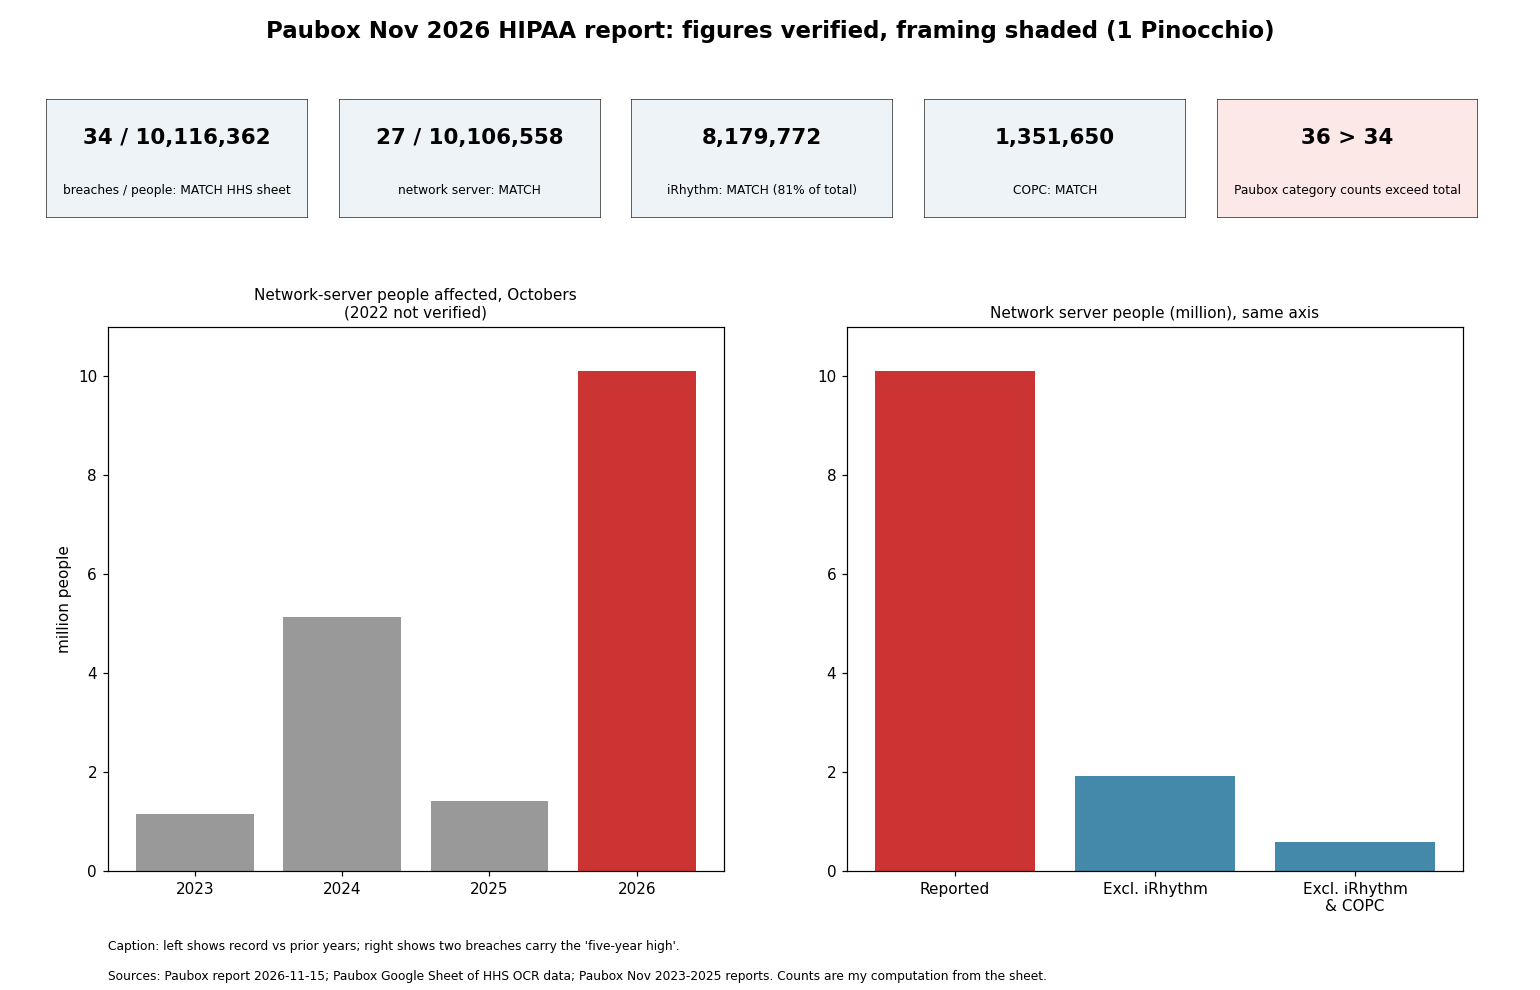 Paubox Nov 2026 HIPAA report: figures verified, framing shaded (1 Pinocchio)
34 / 10,116,362
breaches / people: MATCH HHS sheet
27 / 10,106,558
network server: MATCH
8,179,772
iRhythm: MATCH (81% of total)
1,351,650
COPC: MATCH
36 > 34
Paubox category counts exceed total
Network-server people affected, Octobers
(2022 not verified)
million people
10
8
6
4
2
0
2023
2024
2025
2026
Network server people (million), same axis
10
8
6
4
2
0
Reported
Excl. iRhythm
Excl. iRhythm
& COPC
Caption: left shows record vs prior years; right shows two breaches carry the 'five-year high'.
Sources: Paubox report 2026-11-15; Paubox Google Sheet of HHS OCR data; Paubox Nov 2023-2025 reports. Counts are my computation from the sheet.